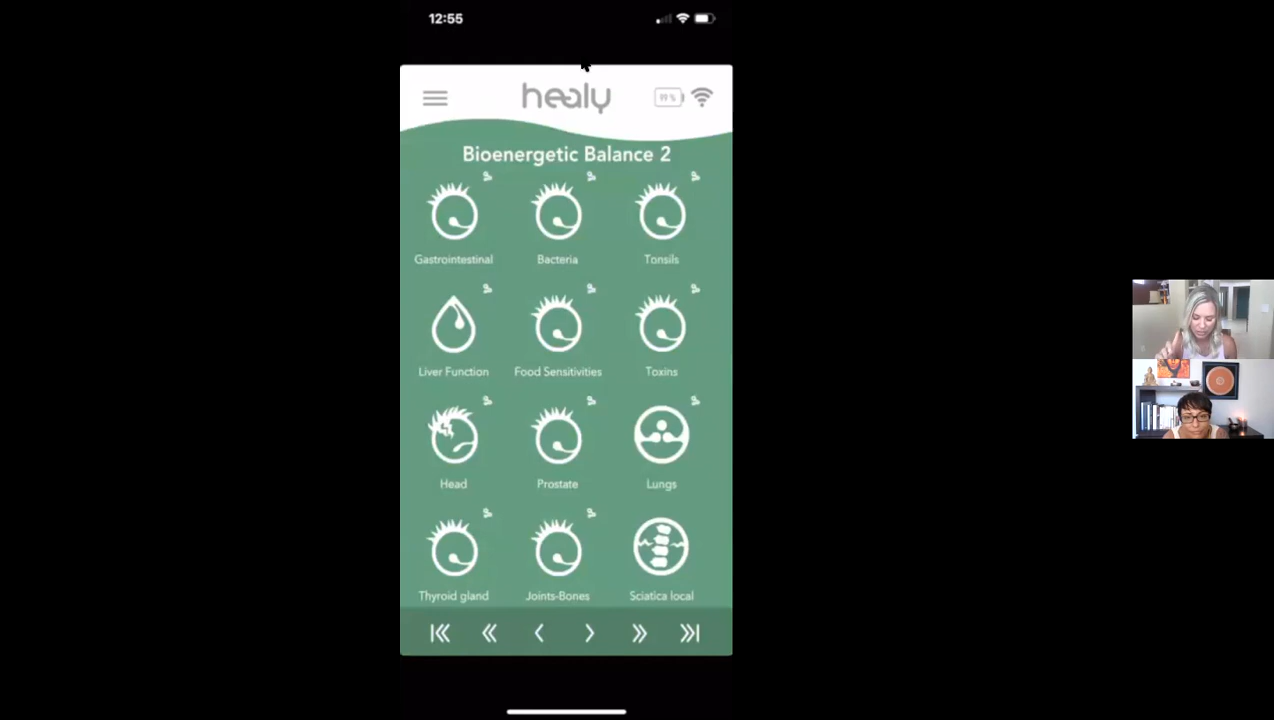 12:55
healy
99%
Bioenergetic Balance 2
Gastrointestinal
Bacteria
Tonsils
Liver Function
Food Sensitivities
Toxins
Head
Prostate
Lungs
Thyroid gland
Joints-Bones
Sciatica local